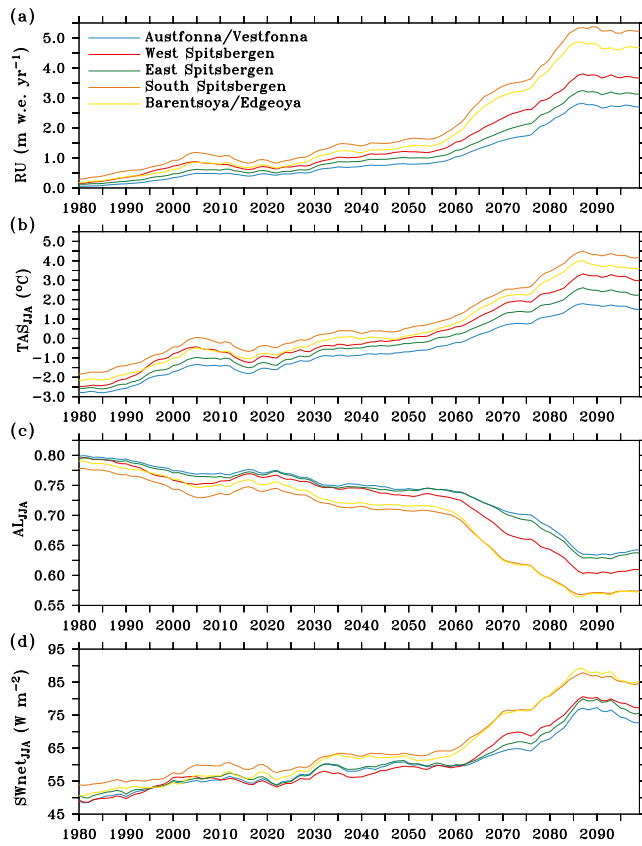 (a)
RU (m w.e. yr−1)
5.0
4.0
3.0
2.0
1.0
0.0
Austfonna/Vestfonna
West Spitsbergen
East Spitsbergen
South Spitsbergen
Barentsoya/Edgeoya
1980 1990 2000 2010 2020 2030 2040 2050 2060 2070 2080 2090
(b)
TASJJA (°C)
5.0
4.0
3.0
2.0
1.0
0.0
−1.0
−2.0
−3.0
1980 1990 2000 2010 2020 2030 2040 2050 2060 2070 2080 2090
(c)
ALJJA
0.80
0.75
0.70
0.65
0.60
0.55
1980 1990 2000 2010 2020 2030 2040 2050 2060 2070 2080 2090
(d)
SWnetJJA (W m−2)
95
85
75
65
55
45
1980 1990 2000 2010 2020 2030 2040 2050 2060 2070 2080 2090